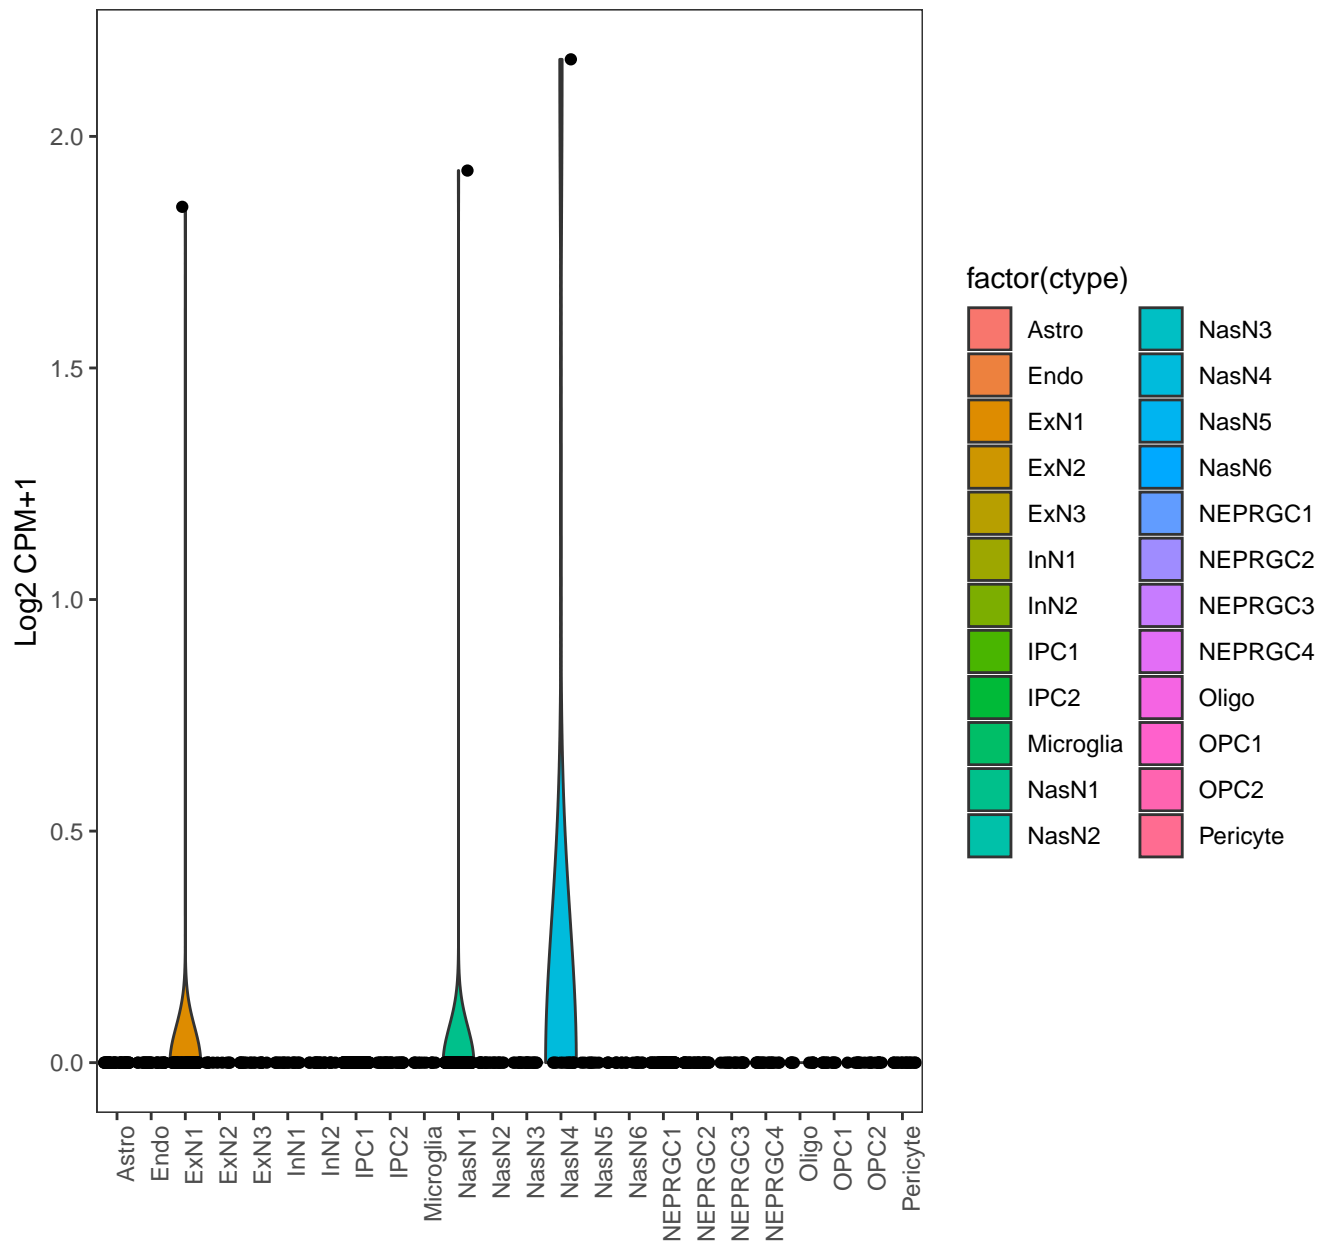 2.0
1.5
1.0
0.5
0.0
Log2 CPM+1
Astro
Endo
ExN1
ExN2
ExN3
InN1
InN2
IPC1
IPC2
Microglia
NasN1
NasN2
NasN3
NasN4
NasN5
NasN6
NEPRGC1
NEPRGC2
NEPRGC3
NEPRGC4
Oligo
OPC1
OPC2
Pericyte
factor(ctype)
Astro
Endo
ExN1
ExN2
ExN3
InN1
InN2
IPC1
IPC2
Microglia
NasN1
NasN2
NasN3
NasN4
NasN5
NasN6
NEPRGC1
NEPRGC2
NEPRGC3
NEPRGC4
Oligo
OPC1
OPC2
Pericyte